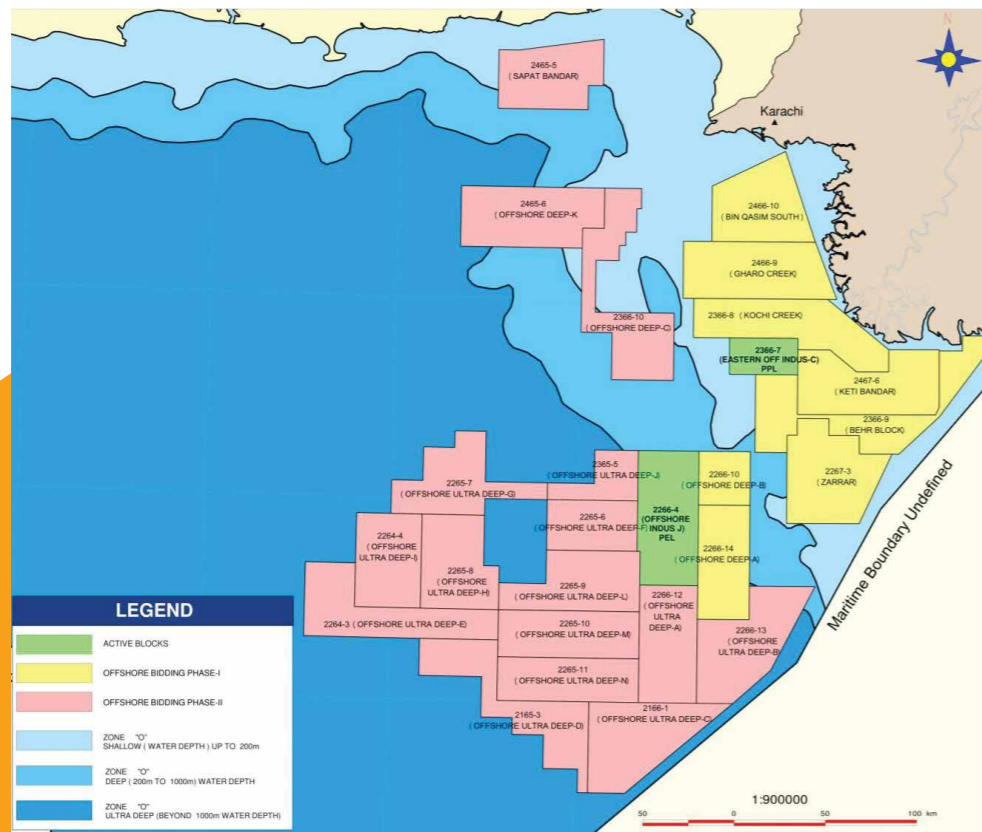 N
2465-5
( SAPAT BANDAR)
Karachi
2465-6
( OFFSHORE DEEP-K
2466-10
( BIN QASIM SOUTH )
2466-9
( GHARO CREEK)
2366-10
( OFFSHORE DEEP-C)
2366-8 ( KOCHI CREEK)
2366-7
(EASTERN OFF INDUS-C)
PPL
2467-6
( KETI BANDAR)
2366-9
( BEHR BLOCK)
2267-3
( ZARRAR)
2365-5
( OFFSHORE ULTRA DEEP-J)
2265-7
( OFFSHORE ULTRA DEEP-G)
2266-10
( OFFSHORE DEEP-B)
2266-4
(OFFSHORE
INDUS J)
PEL
2265-6
( OFFSHORE ULTRA DEEP-F)
2264-4
( OFFSHORE
ULTRA DEEP-I)
2266-14
( OFFSHORE DEEP-A)
2265-8
( OFFSHORE
ULTRA DEEP-H)
2265-9
( OFFSHORE ULTRA DEEP-L)
2266-12
( OFFSHORE
ULTRA
DEEP-A)
2264-3 ( OFFSHORE ULTRA DEEP-E)
2265-10
( OFFSHORE ULTRA DEEP-M)
2266-13
( OFFSHORE
ULTRA DEEP-B)
2265-11
( OFFSHORE ULTRA DEEP-N)
2165-3
( OFFSHORE ULTRA DEEP-D)
2166-1
( OFFSHORE ULTRA DEEP-C)
Maritime Boundary Undefined
LEGEND
ACTIVE BLOCKS
OFFSHORE BIDDING PHASE-I
OFFSHORE BIDDING PHASE-II
ZONE "O"
SHALLOW ( WATER DEPTH ) UP TO 200m
ZONE "O"
DEEP ( 200m TO 1000m) WATER DEPTH
ZONE "O"
ULTRA DEEP (BEYOND 1000m WATER DEPTH)
1:900000
50 0 50 100 km